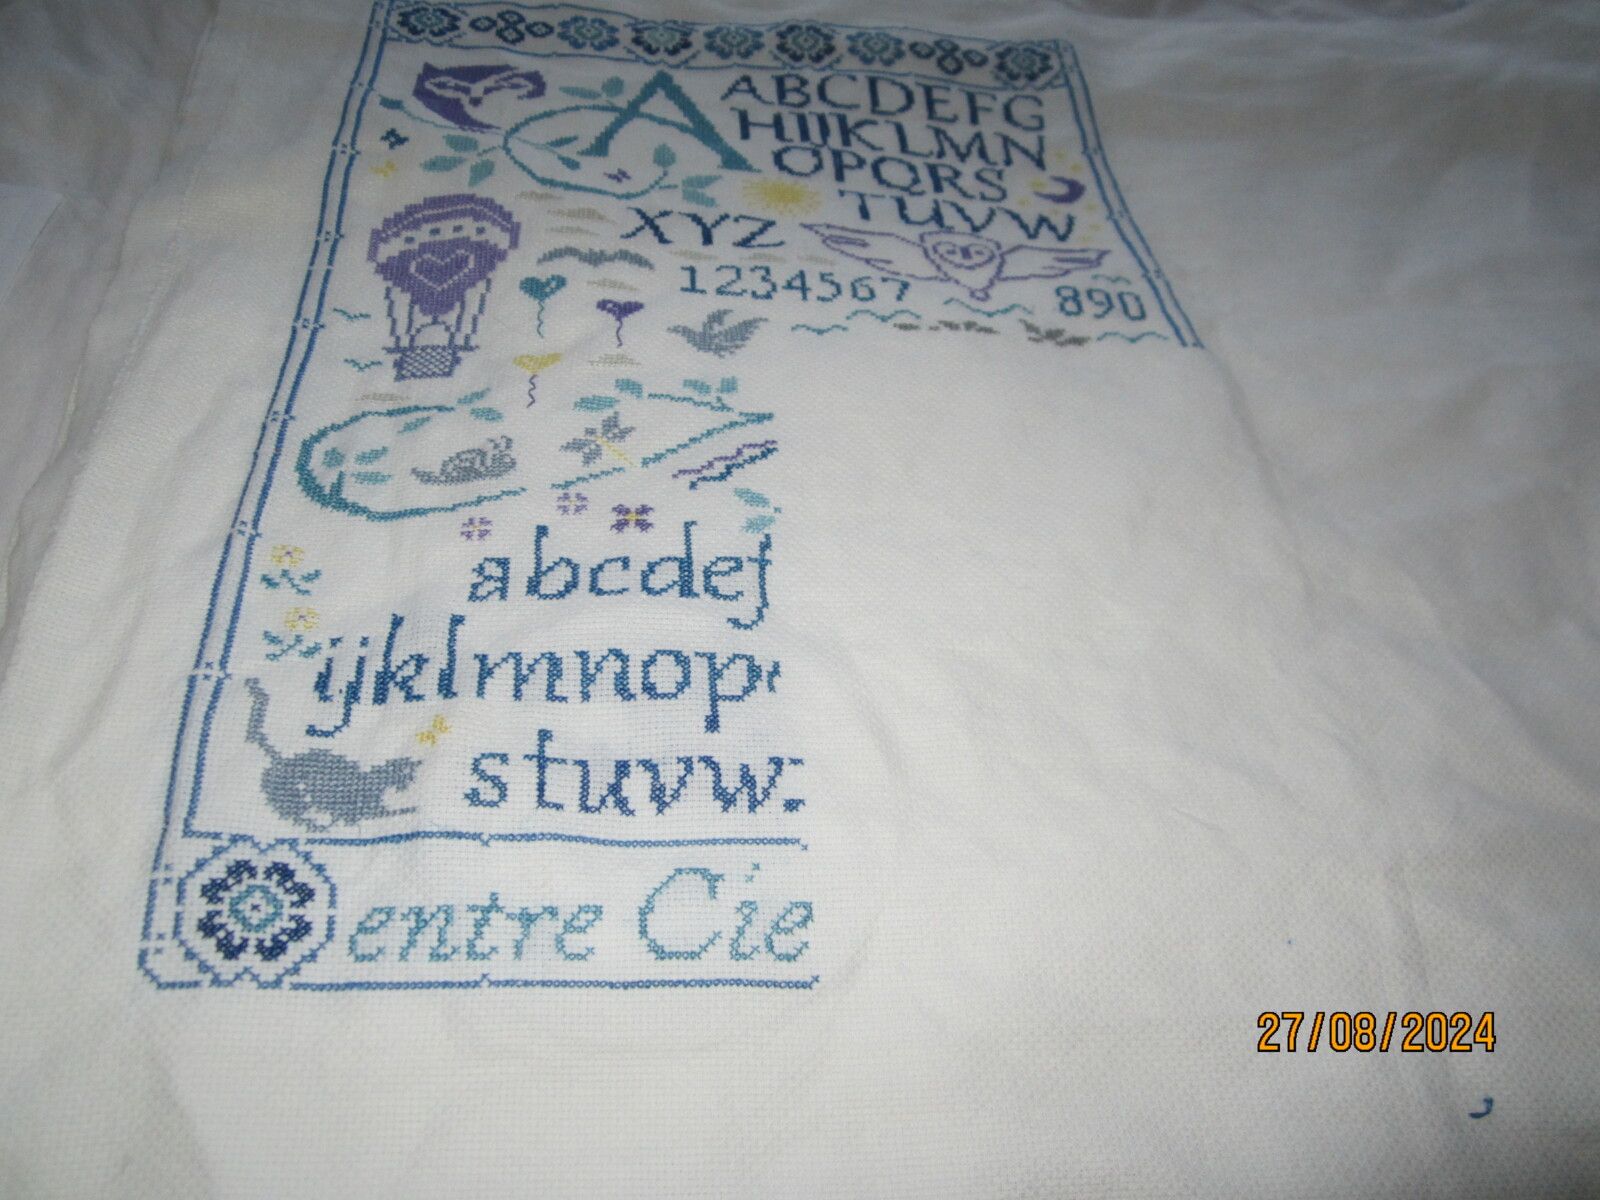 A
ABCDEFG
HIJKLMN
OPQRS
TUVW
XYZ
1234567
890
abcdef
ijklmnop
stuvw
entre Cie
27/08/2024